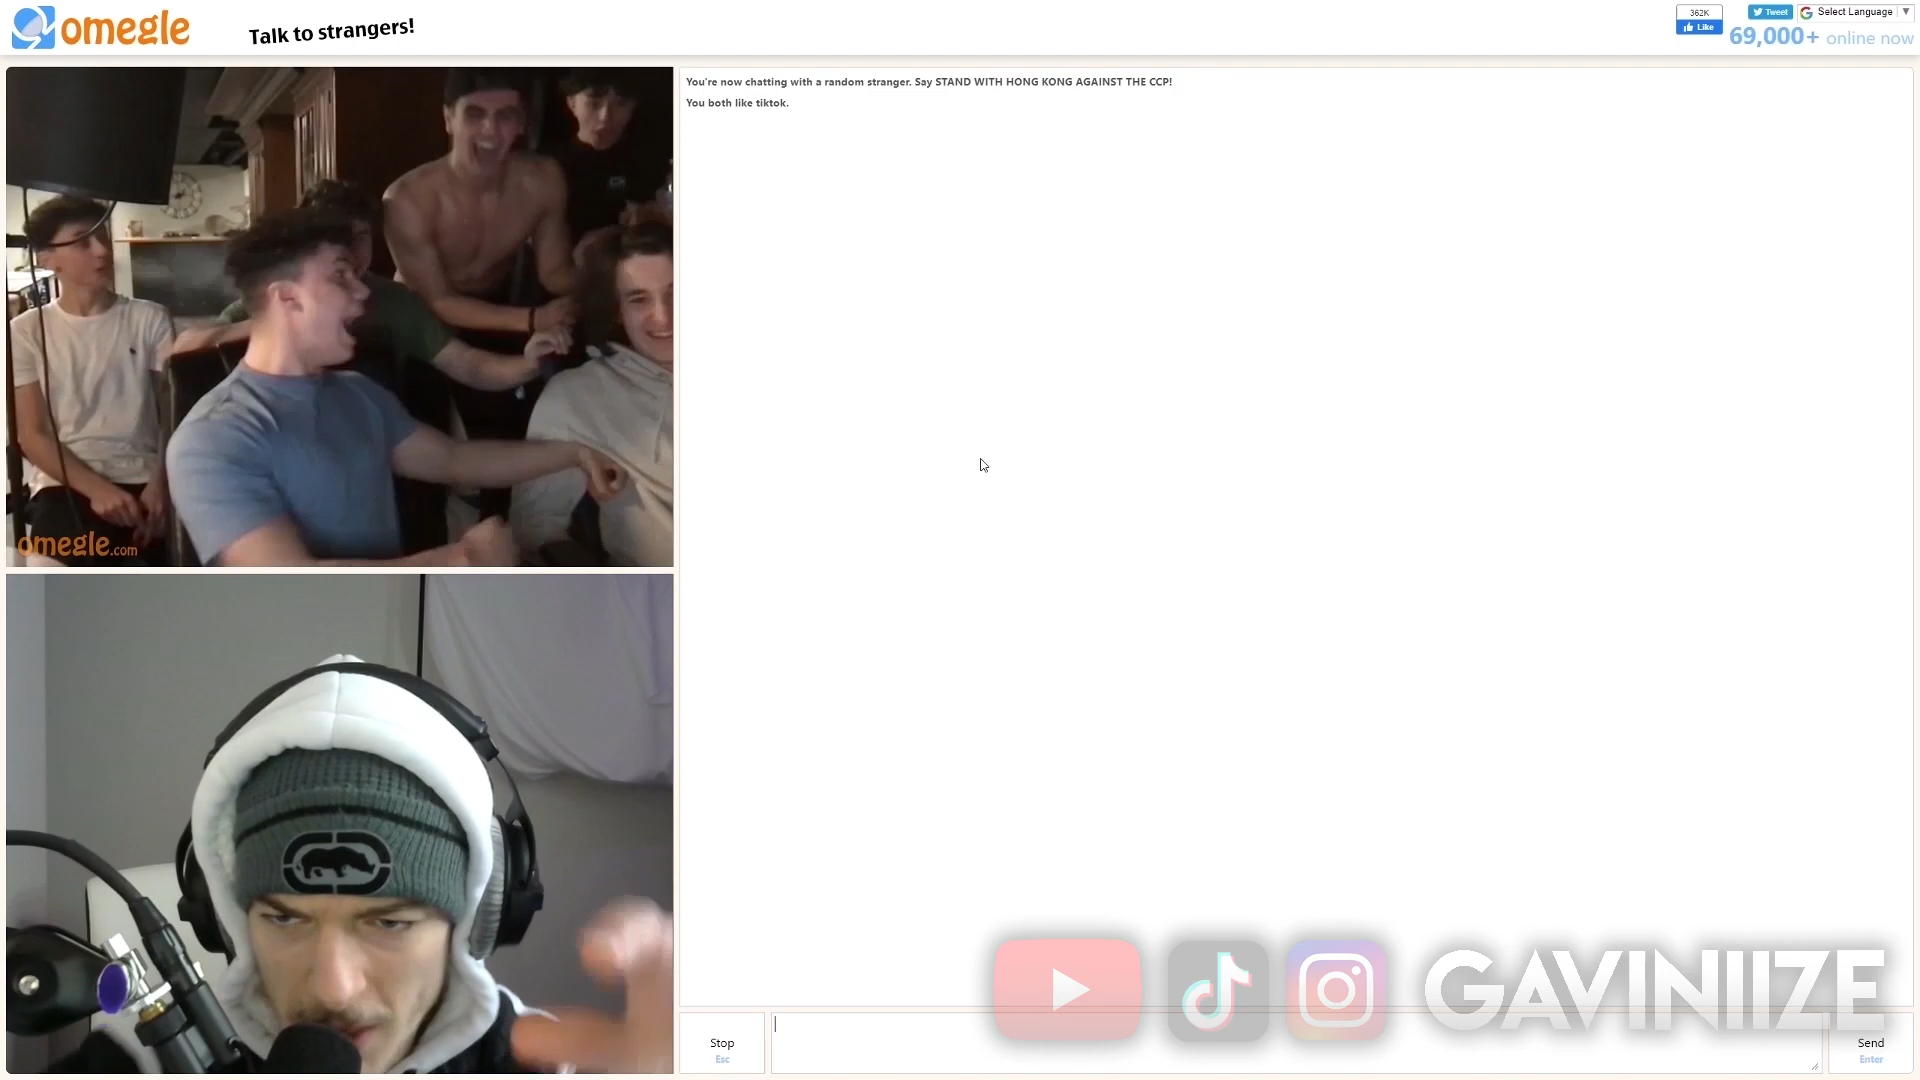 omegle
Talk to strangers!
362K
Like
Tweet
Select Language
69,000+ online now
You're now chatting with a random stranger. Say STAND WITH HONG KONG AGAINST THE CCP!
You both like tiktok.
omegle.com
GAVINIIZE
Stop
Esc
Send
Enter